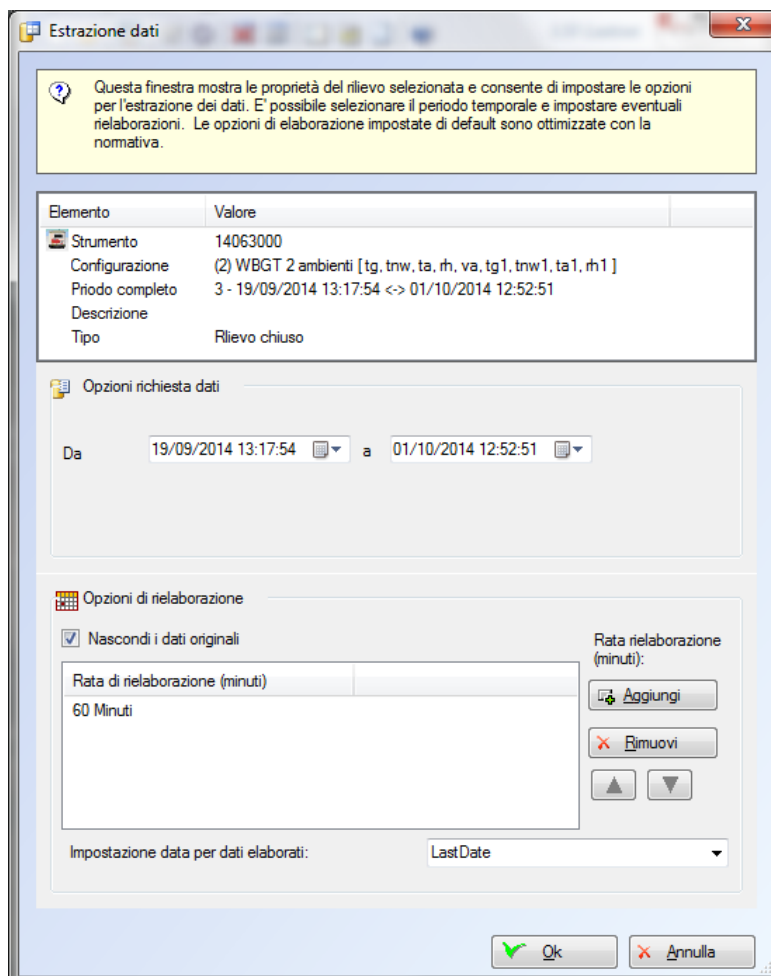 Estrazione dati
Questa finestra mostra le proprietà del rilievo selezionata e consente di impostare le opzioni
per l'estrazione dei dati. E' possibile selezionare il periodo temporale e impostare eventuali
rielaborazioni. Le opzioni di elaborazione impostate di default sono ottimizzate con la
normativa.
Elemento Valore
Strumento 14063000
Configurazione (2) WBGT 2 ambienti [ tg, tnw, ta, rh, va, tg1, tnw1, ta1, rh1 ]
Priodo completo 3 - 19/09/2014 13:17:54 <-> 01/10/2014 12:52:51
Descrizione
Tipo Rlievo chiuso
Opzioni richiesta dati
Da 19/09/2014 13:17:54 a 01/10/2014 12:52:51
Opzioni di rielaborazione
Nascondi i dati originali
Rata rielaborazione
(minuti):
Rata di rielaborazione (minuti)
60 Minuti
Aggiungi
Rimuovi
Impostazione data per dati elaborati: LastDate
Ok Annulla